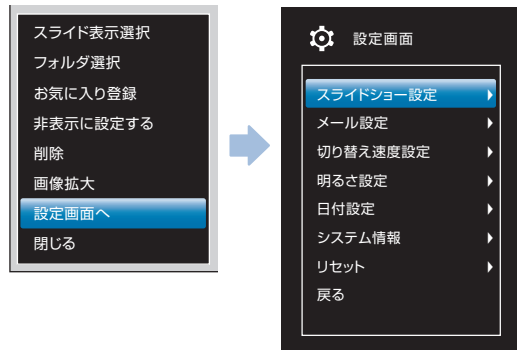 スライド表示選択
フォルダ選択
お気に入り登録
非表示に設定する
削除
画像拡大
設定画面へ
閉じる
設定画面
スライドショー設定
メール設定
切り替え速度設定
明るさ設定
日付設定
システム情報
リセット
戻る